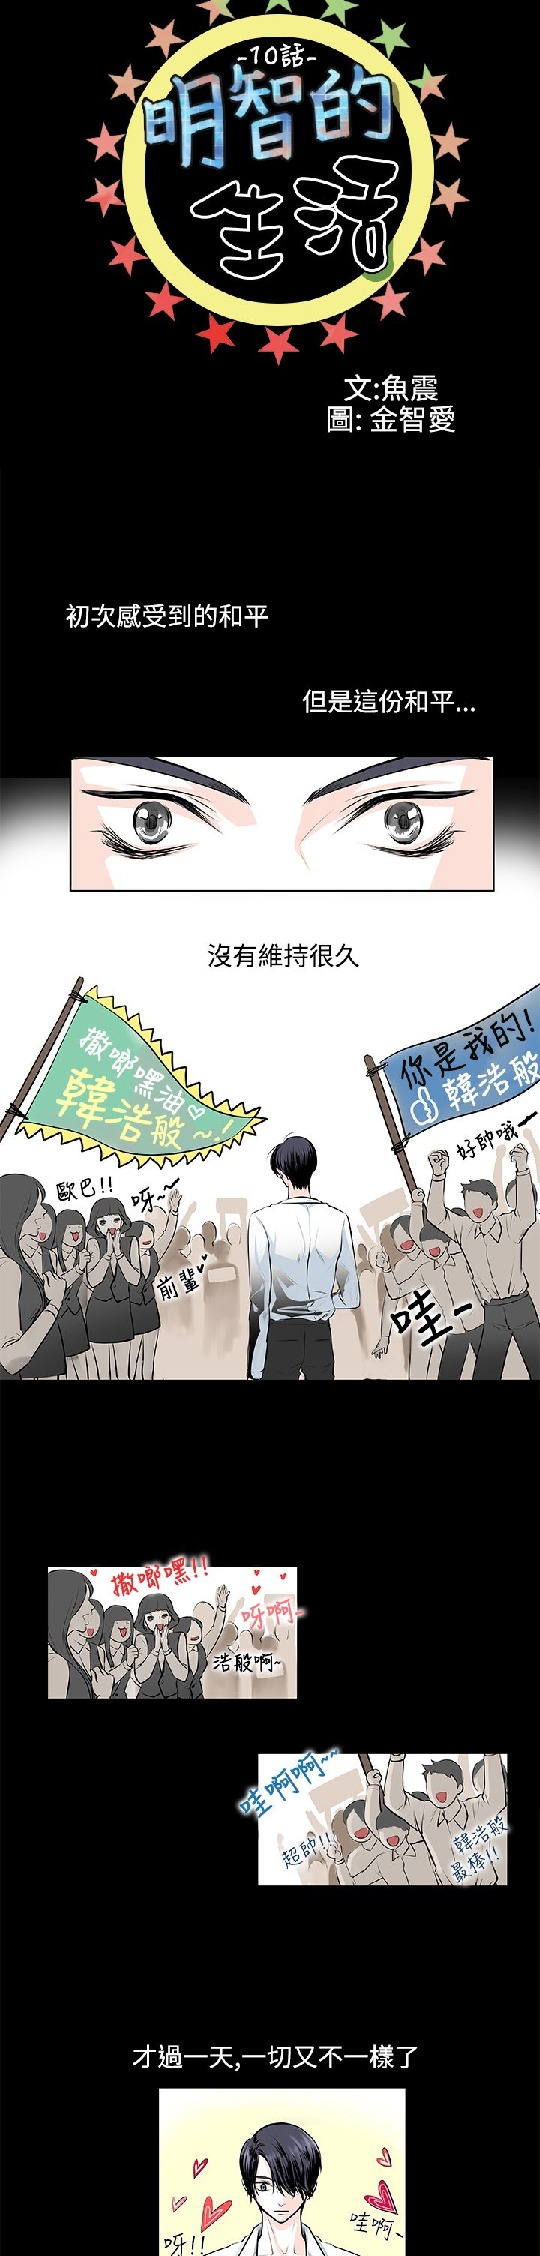 -10話-
明智的
生活
文:魚震
圖: 金智愛
初次感受到的和平
但是這份和平...
沒有維持很久
撒啷嘿油♡
韓浩般~!
你是我的!
韓浩般
好帥哦~
歐巴!!
呀~
前輩♥
哇~
撒啷嘿!!
呀啊~
浩般啊~
哇啊啊~~
超帥!!
韓浩般
最棒!!
才過一天,一切又不一樣了
哇啊~
呀!!